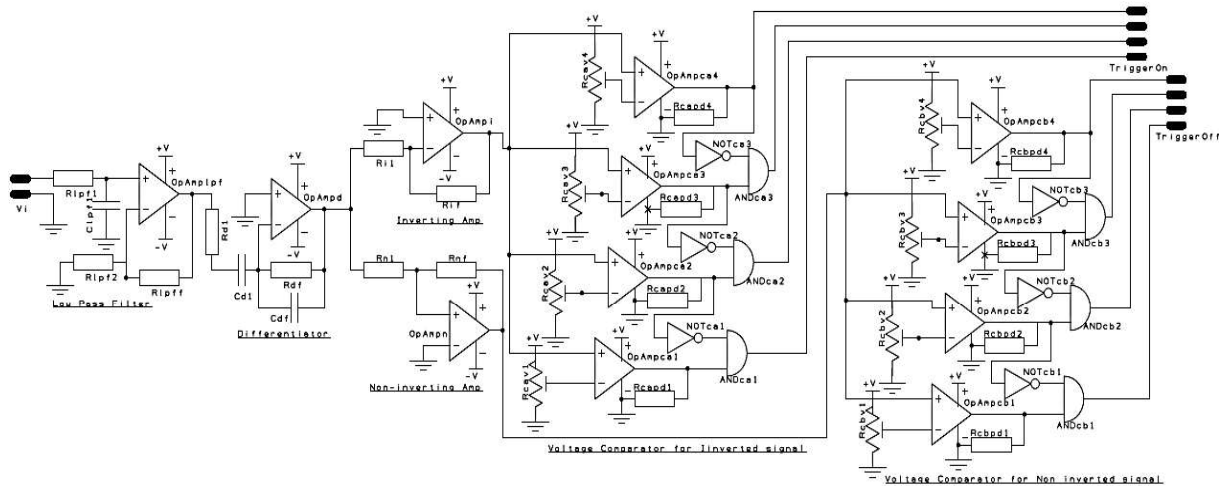 Vi
Rlpf1
Clpf1
OpAmplpf
+V
-V
Rlpf2
Rlpff
Low Pass Filter
Rd1
Cd1
OpAmpd
+V
-V
Rdf
Cdf
Differentiator
Ri1
OpAmpi
+V
-V
Rif
Inverting Amp
Rn1
Rnf
OpAmpn
+V
-V
Non-inverting Amp
+V
Rcav4
+V
OpAmpca4
Rcapd4
NOTca3
+V
Rcav3
+V
OpAmpca3
Rcapd3
ANDca3
NOTca2
+V
Rcav2
+V
OpAmpca2
Rcapd2
ANDca2
NOTca1
+V
Rcav1
+V
OpAmpca1
Rcapd1
ANDca1
Voltage Comparator for Iinverted signal
TriggerOn
TriggerOff
+V
Rcbv4
+V
OpAmpcb4
Rcbpd4
NOTcb3
+V
Rcbv3
+V
OpAmpcb3
Rcbpd3
ANDcb3
NOTcb2
+V
Rcbv2
+V
OpAmpcb2
Rcbpd2
ANDcb2
NOTcb1
+V
Rcbv1
+V
OpAmpcb1
Rcbpd1
ANDcb1
Voltage Comparator for Non inverted signal